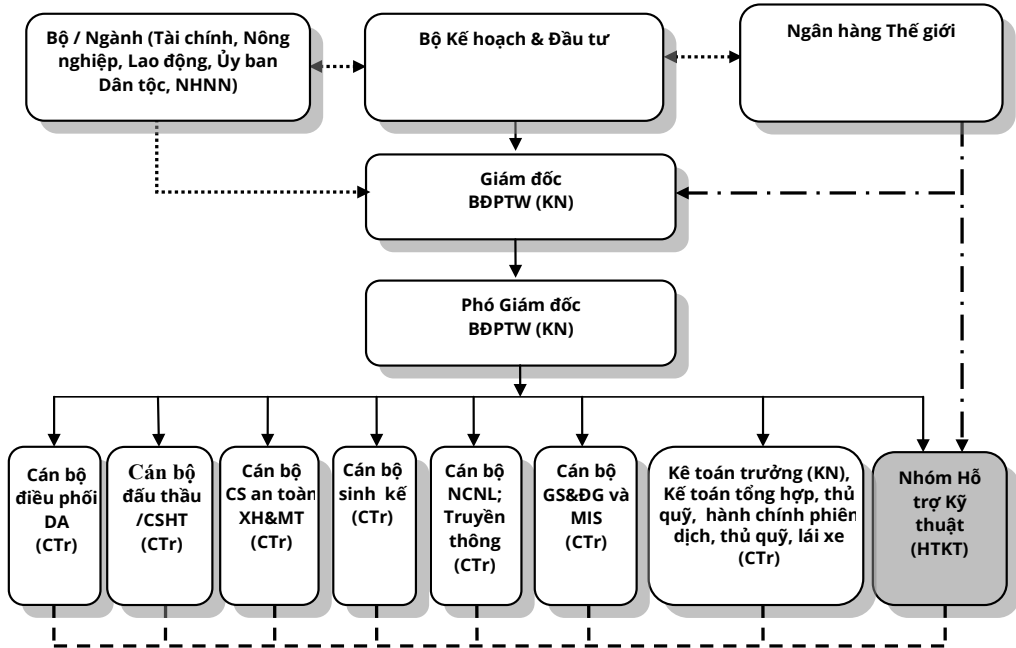 Bộ / Ngành (Tài chính, Nông
nghiệp, Lao động, Ủy ban
Dân tộc, NHNN)
Bộ Kế hoạch & Đầu tư
Ngân hàng Thế giới
Giám đốc
BĐPTW (KN)
Phó Giám đốc
BĐPTW (KN)
Cán bộ
điều phối
DA
(CTr)
Cán bộ
đấu thầu
/CSHT
(CTr)
Cán bộ
CS an toàn
XH&MT
(CTr)
Cán bộ
sinh kế
(CTr)
Cán bộ
NCNL;
Truyền
thông
(CTr)
Cán bộ
GS&ĐG và
MIS
(CTr)
Kê toán trưởng (KN),
Kế toán tổng hợp, thủ
quỹ, hành chính phiên
dịch, thủ quỹ, lái xe
(CTr)
Nhóm Hỗ
trợ Kỹ
thuật
(HTKT)